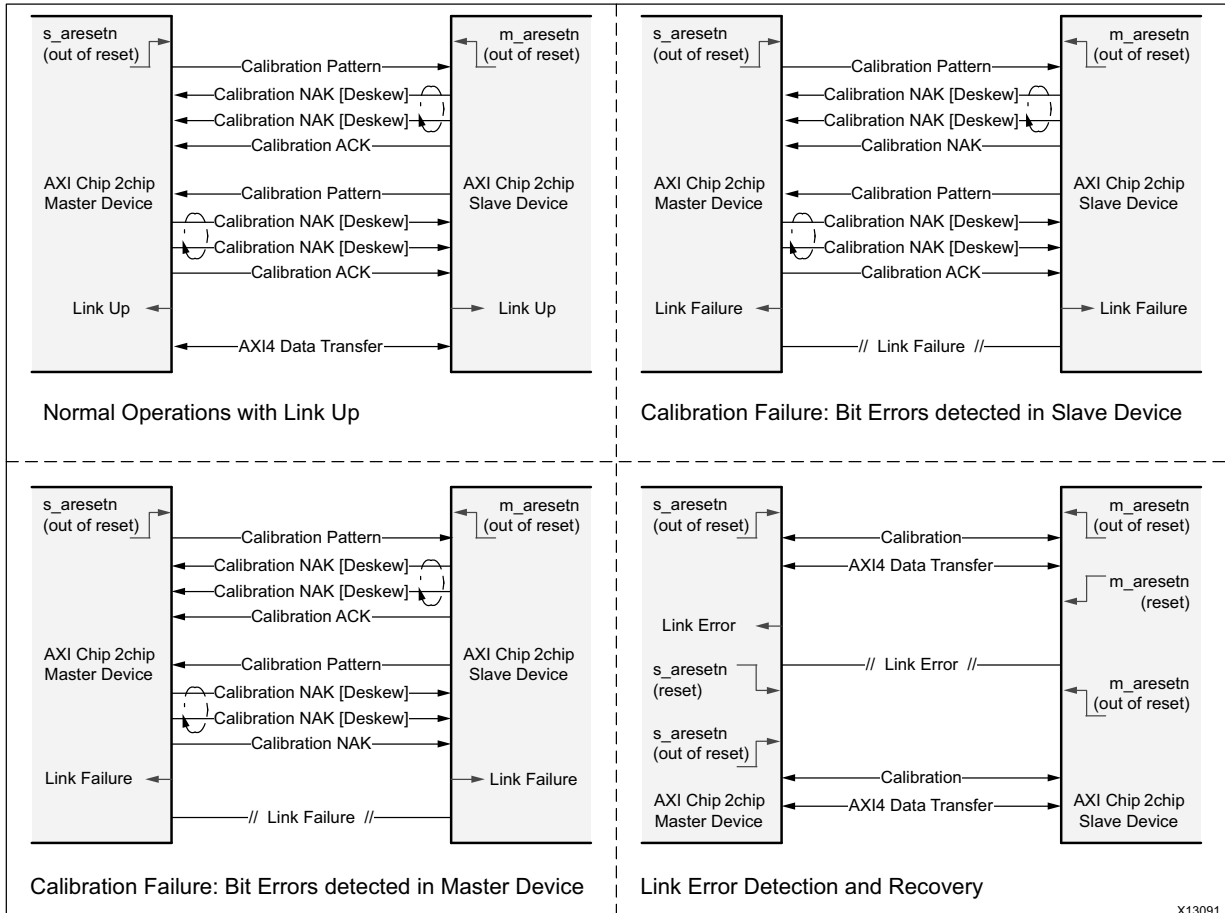 s_aresetn
(out of reset)
m_aresetn
(out of reset)
Calibration Pattern
Calibration NAK [Deskew]
Calibration NAK [Deskew]
Calibration ACK
AXI Chip 2chip
Master Device
AXI Chip 2chip
Slave Device
Calibration Pattern
Calibration NAK [Deskew]
Calibration NAK [Deskew]
Calibration ACK
Link Up
Link Up
AXI4 Data Transfer
Normal Operations with Link Up
s_aresetn
(out of reset)
m_aresetn
(out of reset)
Calibration Pattern
Calibration NAK [Deskew]
Calibration NAK [Deskew]
Calibration NAK
AXI Chip 2chip
Master Device
AXI Chip 2chip
Slave Device
Calibration Pattern
Calibration NAK [Deskew]
Calibration NAK [Deskew]
Calibration ACK
Link Failure
Link Failure
// Link Failure //
Calibration Failure: Bit Errors detected in Slave Device
s_aresetn
(out of reset)
m_aresetn
(out of reset)
Calibration Pattern
Calibration NAK [Deskew]
Calibration NAK [Deskew]
Calibration ACK
AXI Chip 2chip
Master Device
AXI Chip 2chip
Slave Device
Calibration Pattern
Calibration NAK [Deskew]
Calibration NAK [Deskew]
Calibration NAK
Link Failure
Link Failure
// Link Failure //
Calibration Failure: Bit Errors detected in Master Device
s_aresetn
(out of reset)
m_aresetn
(out of reset)
Calibration
AXI4 Data Transfer
m_aresetn
(reset)
Link Error
// Link Error //
s_aresetn
(reset)
m_aresetn
(out of reset)
s_aresetn
(out of reset)
Calibration
AXI4 Data Transfer
AXI Chip 2chip
Master Device
AXI Chip 2chip
Slave Device
Link Error Detection and Recovery
X13091